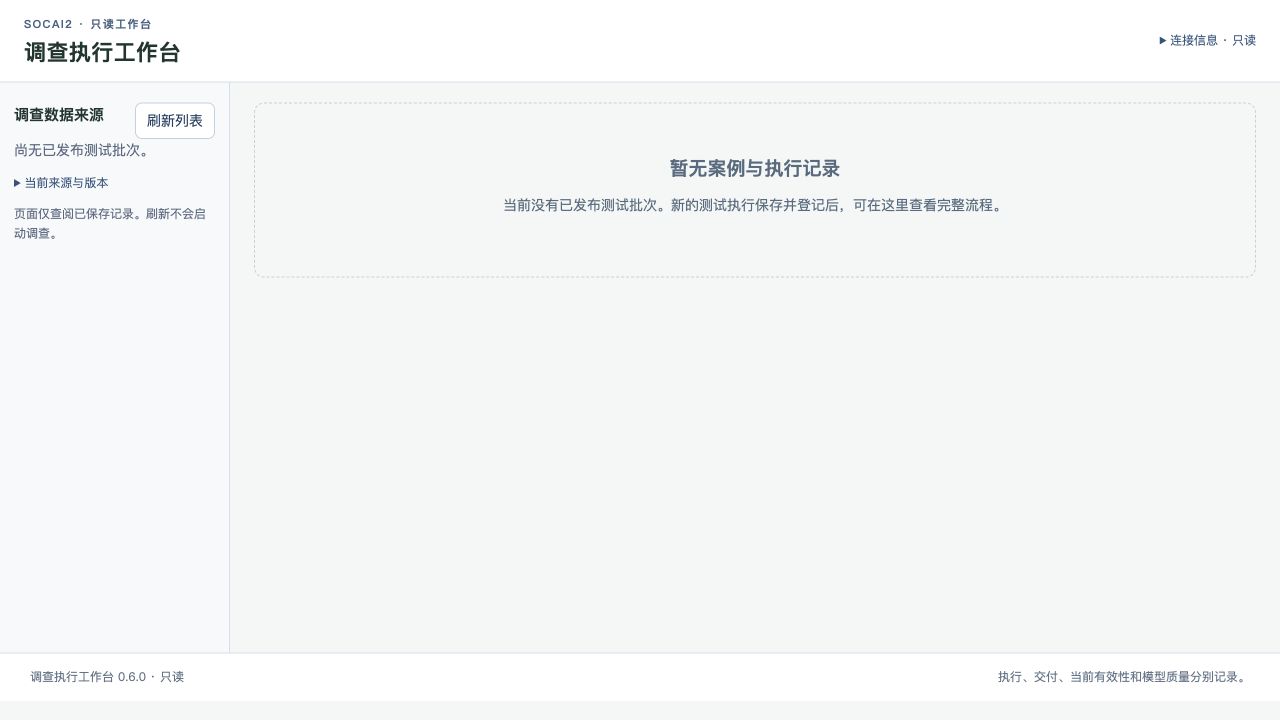 SOCAI2 · 只读工作台
调查执行工作台
连接信息 · 只读
调查数据来源
刷新列表
尚无已发布测试批次。
当前来源与版本
页面仅查阅已保存记录。刷新不会启
动调查。
暂无案例与执行记录
当前没有已发布测试批次。新的测试执行保存并登记后，可在这里查看完整流程。
调查执行工作台 0.6.0 · 只读
执行、交付、当前有效性和模型质量分别记录。